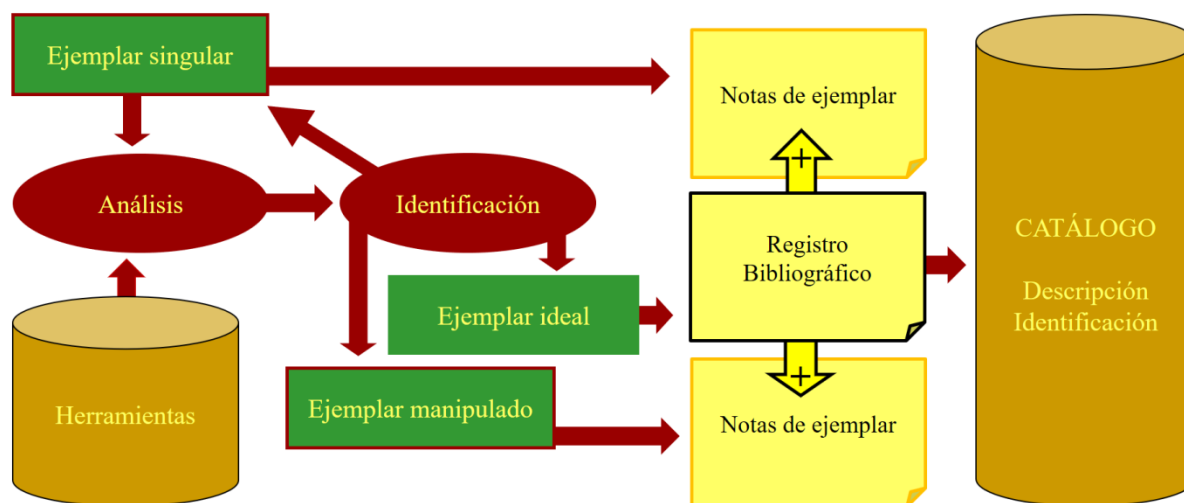 Ejemplar singular
Notas de ejemplar
+
Análisis
Identificación
Registro
Bibliográfico
CATÁLOGO
Descripción
Identificación
Ejemplar ideal
+
Herramientas
Ejemplar manipulado
Notas de ejemplar